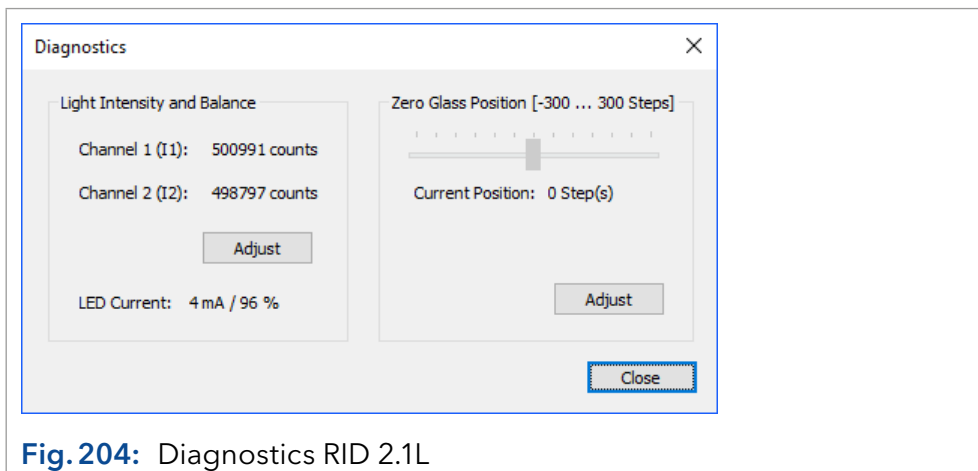 Diagnostics
Light Intensity and Balance
Channel 1 (I1): 500991 counts
Channel 2 (I2): 498797 counts
Adjust
LED Current: 4 mA / 96 %
Zero Glass Position [-300 ... 300 Steps]
Current Position: 0 Step(s)
Adjust
Close
Fig. 204: Diagnostics RID 2.1L